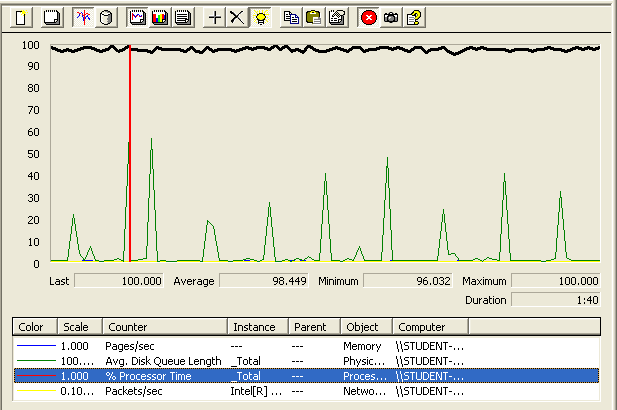 100
90
80
70
60
50
40
30
20
10
0
Last 100.000 Average 98.449 Minimum 96.032 Maximum 100.000
Duration 1:40
Color Scale Counter Instance Parent Object Computer
1.000 Pages/sec --- --- Memory \\STUDENT-...
100.... Avg. Disk Queue Length _Total --- Physic... \\STUDENT-...
1.000 % Processor Time _Total --- Proces... \\STUDENT-...
0.10... Packets/sec Intel[R] ... --- Netwo... \\STUDENT-...